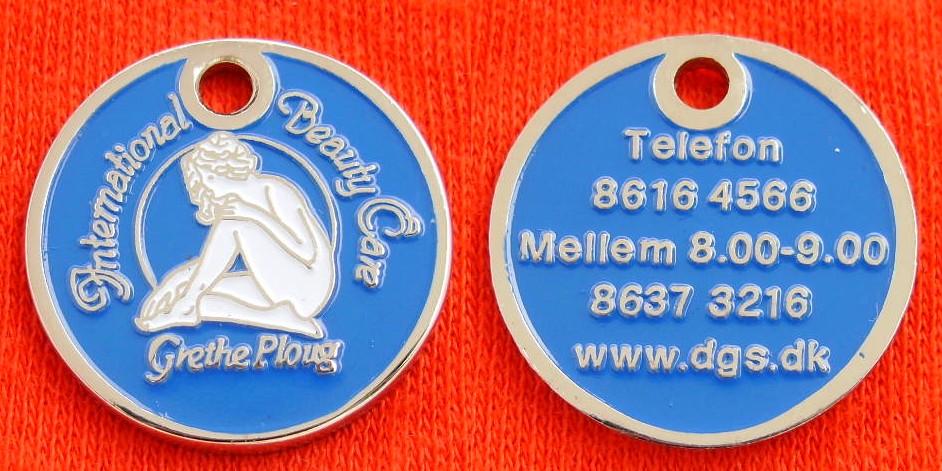 International Beauty Care
Grethe Ploug
Telefon
8616 4566
Mellem 8.00-9.00
8637 3216
www.dgs.dk